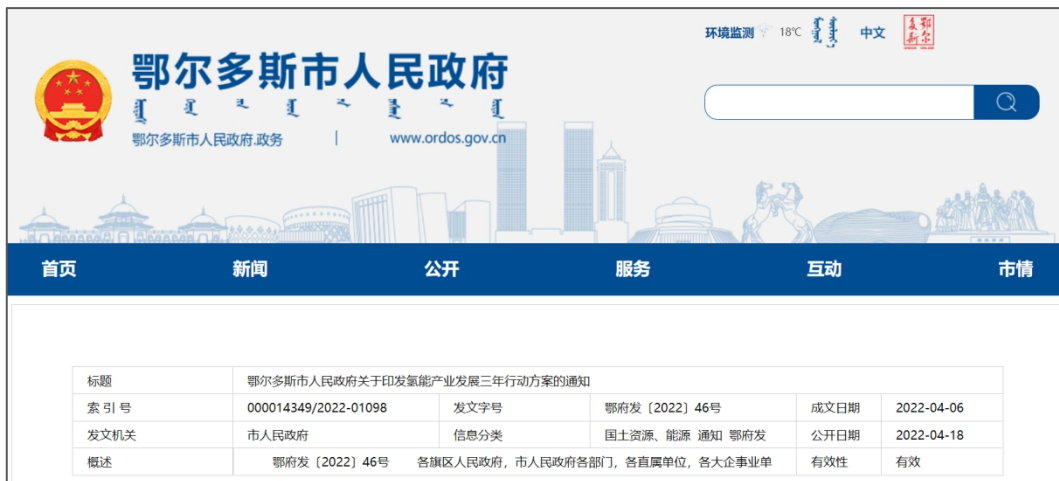 环境监测 18℃ 中文
鄂尔多斯市人民政府
鄂尔多斯市人民政府.政务 | www.ordos.gov.cn
首页 新闻 公开 服务 互动 市情
标题 鄂尔多斯市人民政府关于印发氢能产业发展三年行动方案的通知
索 引 号 000014349/2022-01098 发文字号 鄂府发〔2022〕46号 成文日期 2022-04-06
发文机关 市人民政府 信息分类 国土资源、能源 通知 鄂府发 公开日期 2022-04-18
概述 鄂府发〔2022〕46号 各旗区人民政府，市人民政府各部门，各直属单位，各大企事业单 有效性 有效